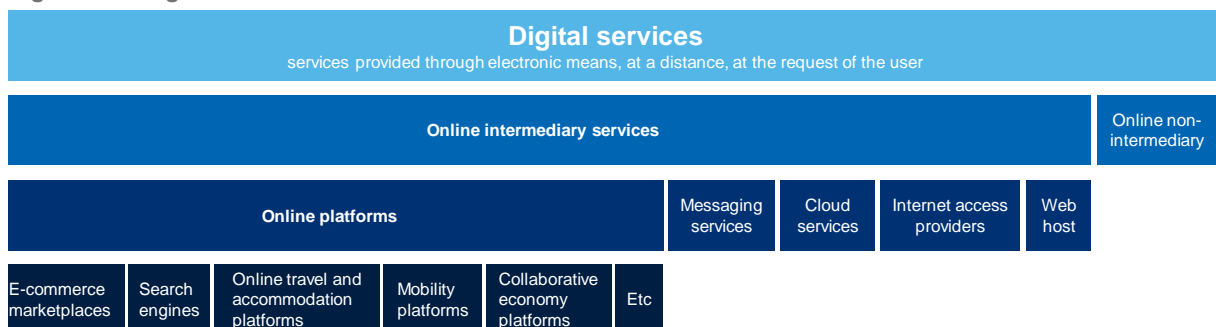 Digital services
services provided through electronic means, at a distance, at the request of the user
Online intermediary services
Online non-
intermediary
Online platforms
Messaging
services
Cloud
services
Internet access
providers
Web
host
E-commerce
marketplaces
Search
engines
Online travel and
accommodation
platforms
Mobility
platforms
Collaborative
economy
platforms
Etc